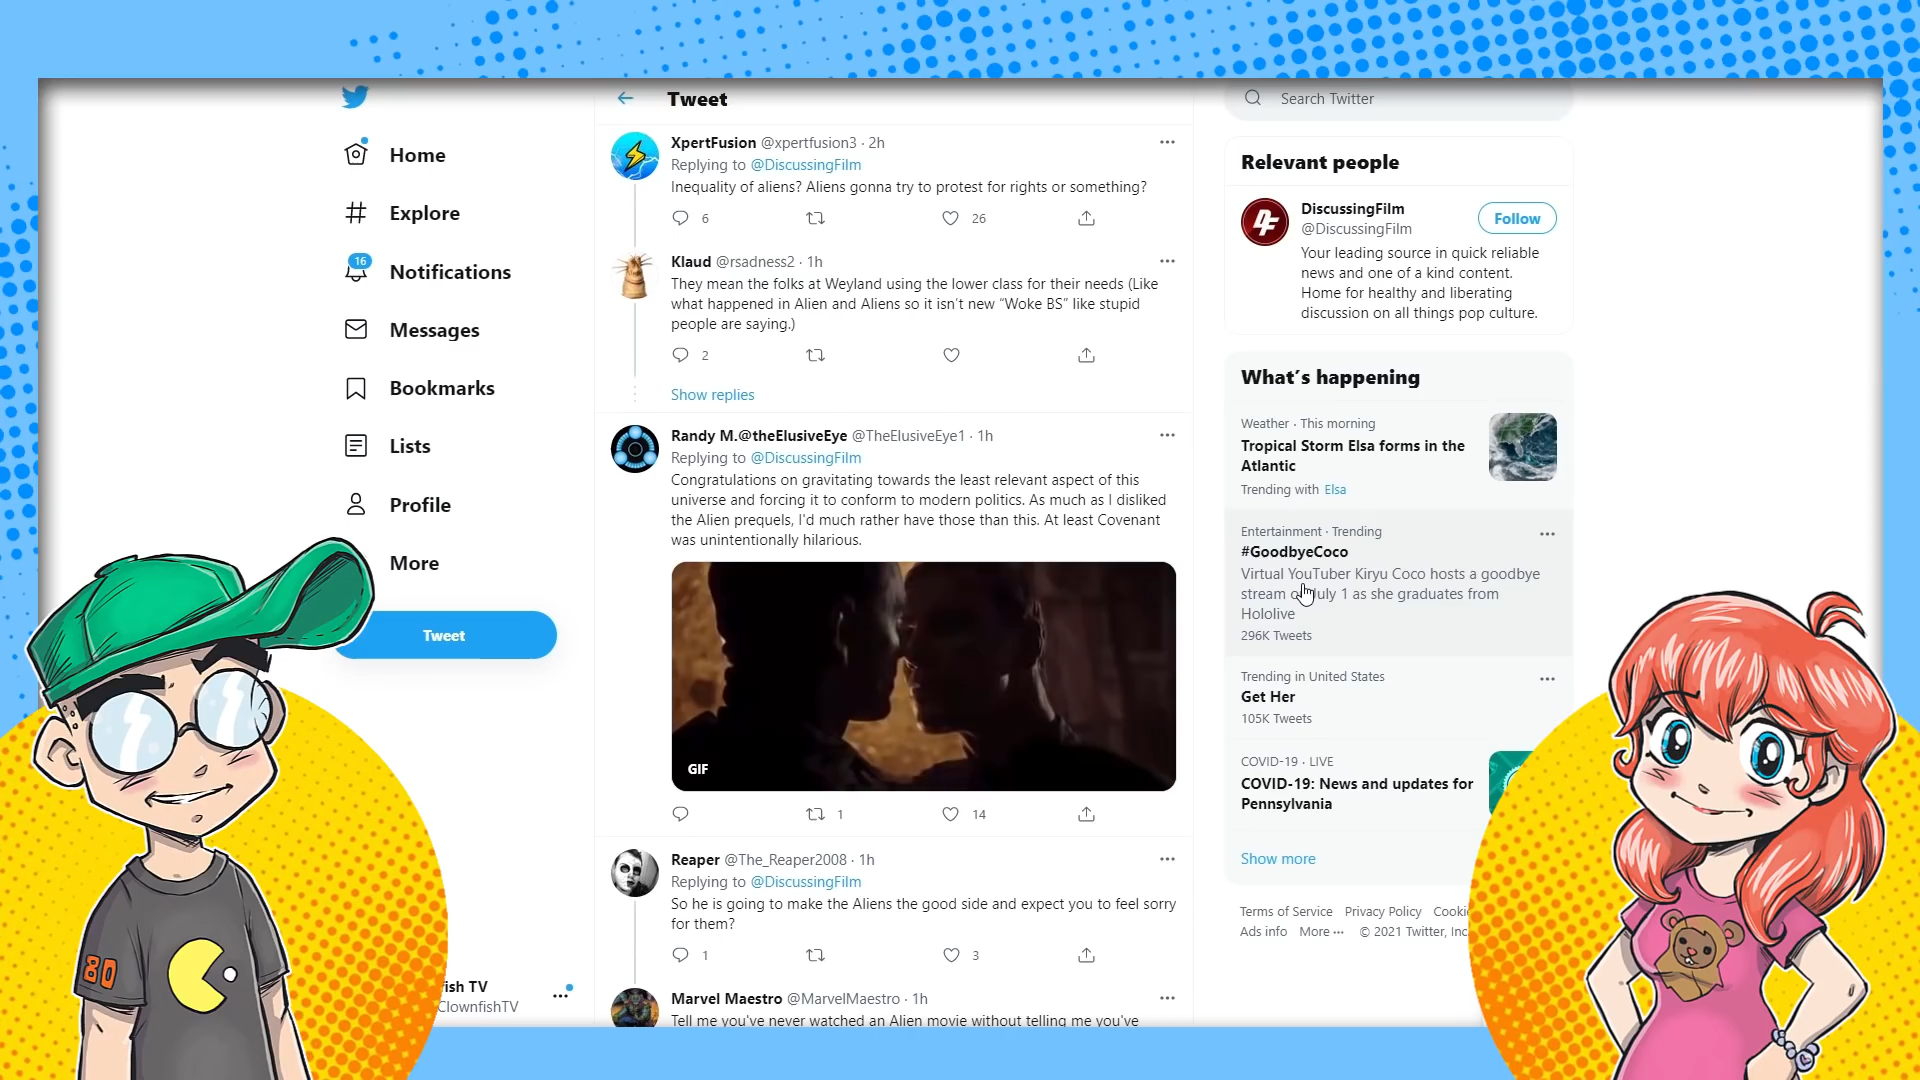 Home
Explore
16
Notifications
Messages
Bookmarks
Lists
Profile
More
Tweet
80
fish TV
ClownfishTV
Tweet
XpertFusion @xpertfusion3 · 2h
Replying to @DiscussingFilm
Inequality of aliens? Aliens gonna try to protest for rights or something?
6 26
Klaud @rsadness2 · 1h
They mean the folks at Weyland using the lower class for their needs (Like
what happened in Alien and Aliens so it isn't new “Woke BS” like stupid
people are saying.)
2
Show replies
Randy M.@theElusiveEye @TheElusiveEye1 · 1h
Replying to @DiscussingFilm
Congratulations on gravitating towards the least relevant aspect of this
universe and forcing it to conform to modern politics. As much as I disliked
the Alien prequels, I'd much rather have those than this. At least Covenant
was unintentionally hilarious.
GIF
1 14
Reaper @The_Reaper2008 · 1h
Replying to @DiscussingFilm
So he is going to make the Aliens the good side and expect you to feel sorry
for them?
1 3
Marvel Maestro @MarvelMaestro · 1h
Tell me you've never watched an Alien movie without telling me you've
Search Twitter
Relevant people
DiscussingFilm
@DiscussingFilm
Follow
Your leading source in quick reliable
news and one of a kind content.
Home for healthy and liberating
discussion on all things pop culture.
What's happening
Weather · This morning
Tropical Storm Elsa forms in the
Atlantic
Trending with Elsa
Entertainment · Trending
#GoodbyeCoco
Virtual YouTuber Kiryu Coco hosts a goodbye
stream July 1 as she graduates from
Hololive
296K Tweets
Trending in United States
Get Her
105K Tweets
COVID-19 · LIVE
COVID-19: News and updates for
Pennsylvania
Show more
Terms of Service Privacy Policy Cookie
Ads info More ··· © 2021 Twitter, Inc.